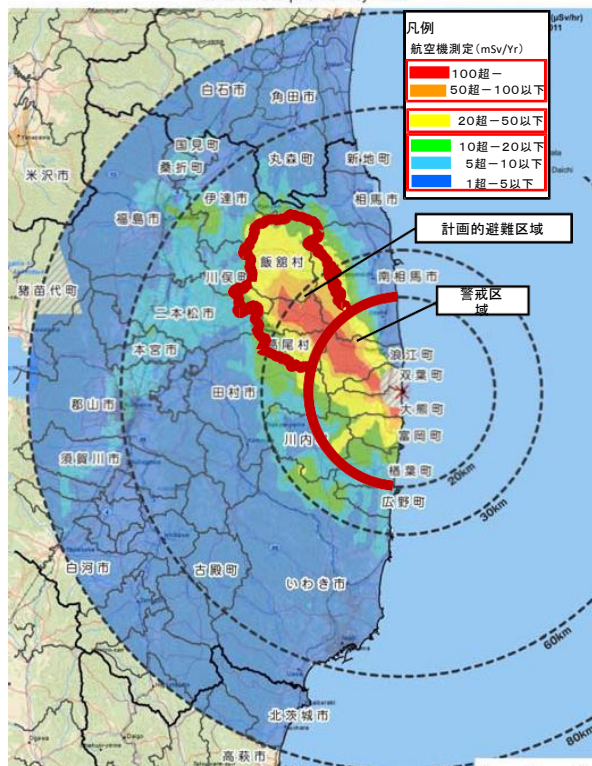 (µSv/hr)
2011
凡例
航空機測定(mSv/Yr)
100超ー
50超ー100以下
20超ー50以下
10超ー20以下
5超ー10以下
1超ー5以下
Daichi
白石市
角田市
国見町
桑折町
丸森町
新地町
米沢市
伊達市
相馬市
福島市
計画的避難区域
飯舘村
川俣町
南相馬市
猪苗代町
警戒区
域
二本松市
葛尾村
浪江町
本宮市
双葉町
田村市
大熊町
郡山市
川内
富岡町
須賀川市
楢葉町
20km
広野町
30km
白河市
古殿町
いわき市
60km
北茨城市
80km
高萩市
Ogawa
Daigo